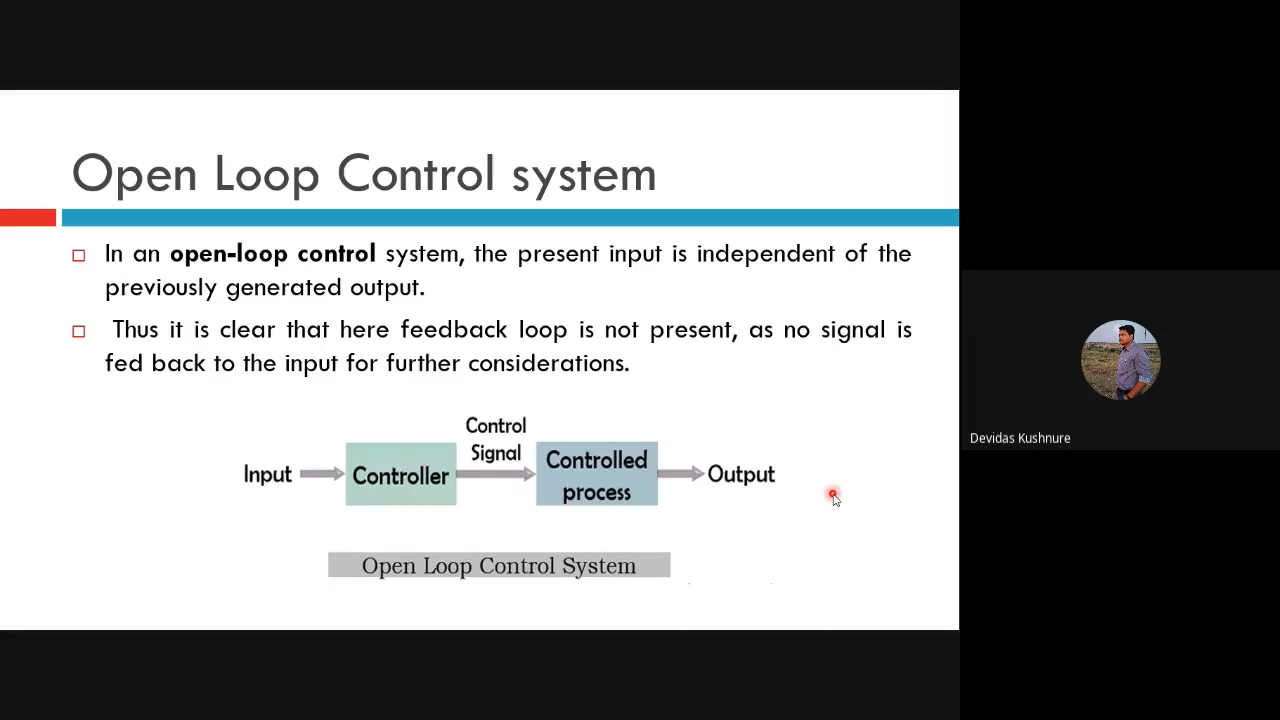 Open Loop Control system
In an open-loop control system, the present input is independent of the
previously generated output.
Thus it is clear that here feedback loop is not present, as no signal is
fed back to the input for further considerations.
Control
Signal
Input
Controller
Controlled
process
Output
Open Loop Control System
Devidas Kushnure